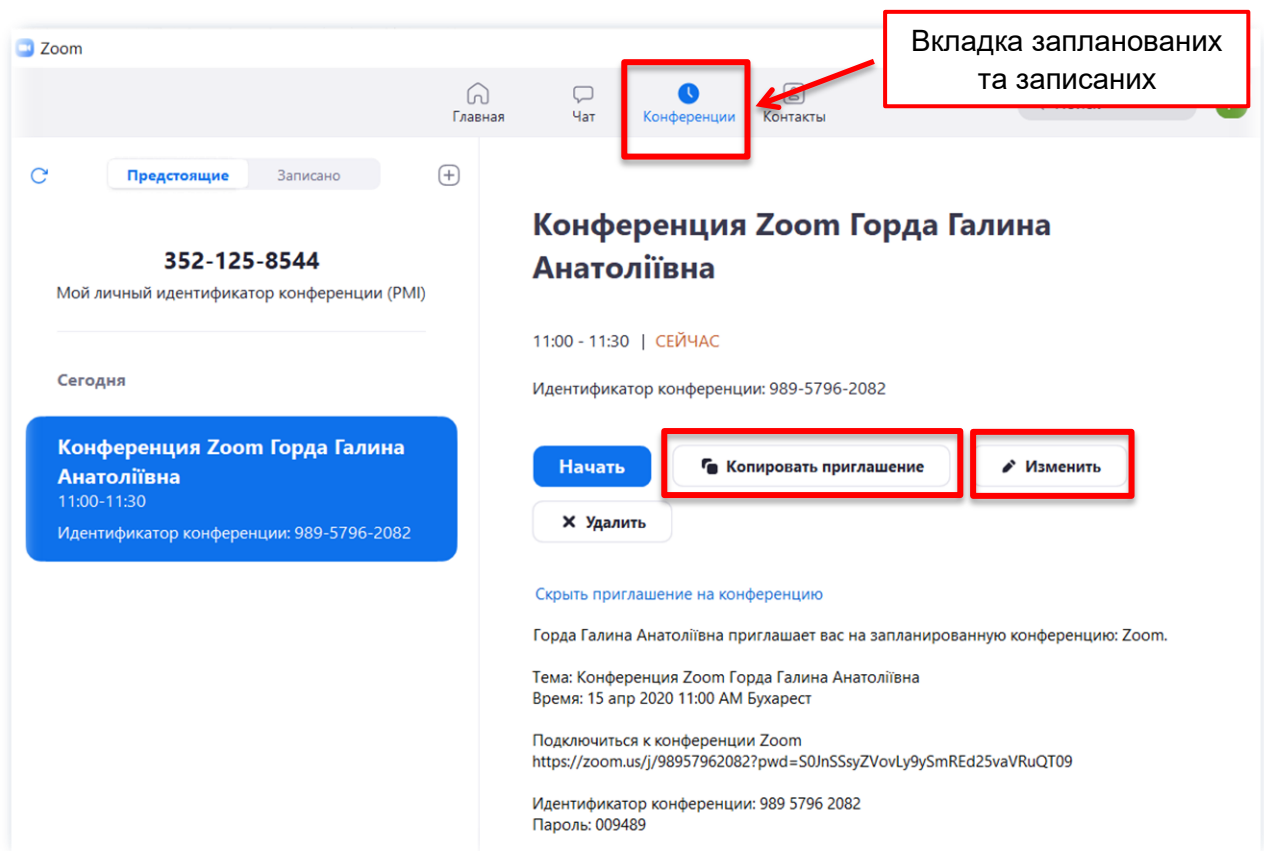 Zoom
Вкладка запланованих
та записаних
Главная
Чат
Конференции
Контакты
Предстоящие
Записано
352-125-8544
Мой личный идентификатор конференции (PMI)
Сегодня
Конференция Zoom Горда Галина
Анатоліївна
11:00-11:30
Идентификатор конференции: 989-5796-2082
Конференция Zoom Горда Галина
Анатоліївна
11:00 - 11:30 | СЕЙЧАС
Идентификатор конференции: 989-5796-2082
Начать
Копировать приглашение
Изменить
Удалить
Скрыть приглашение на конференцию
Горда Галина Анатоліївна приглашает вас на запланированную конференцию: Zoom.
Тема: Конференция Zoom Горда Галина Анатоліївна
Время: 15 апр 2020 11:00 AM Бухарест
Подключиться к конференции Zoom
https://zoom.us/j/98957962082?pwd=S0JnSSsyZVovLy9ySmREd25vaVRuQT09
Идентификатор конференции: 989 5796 2082
Пароль: 009489